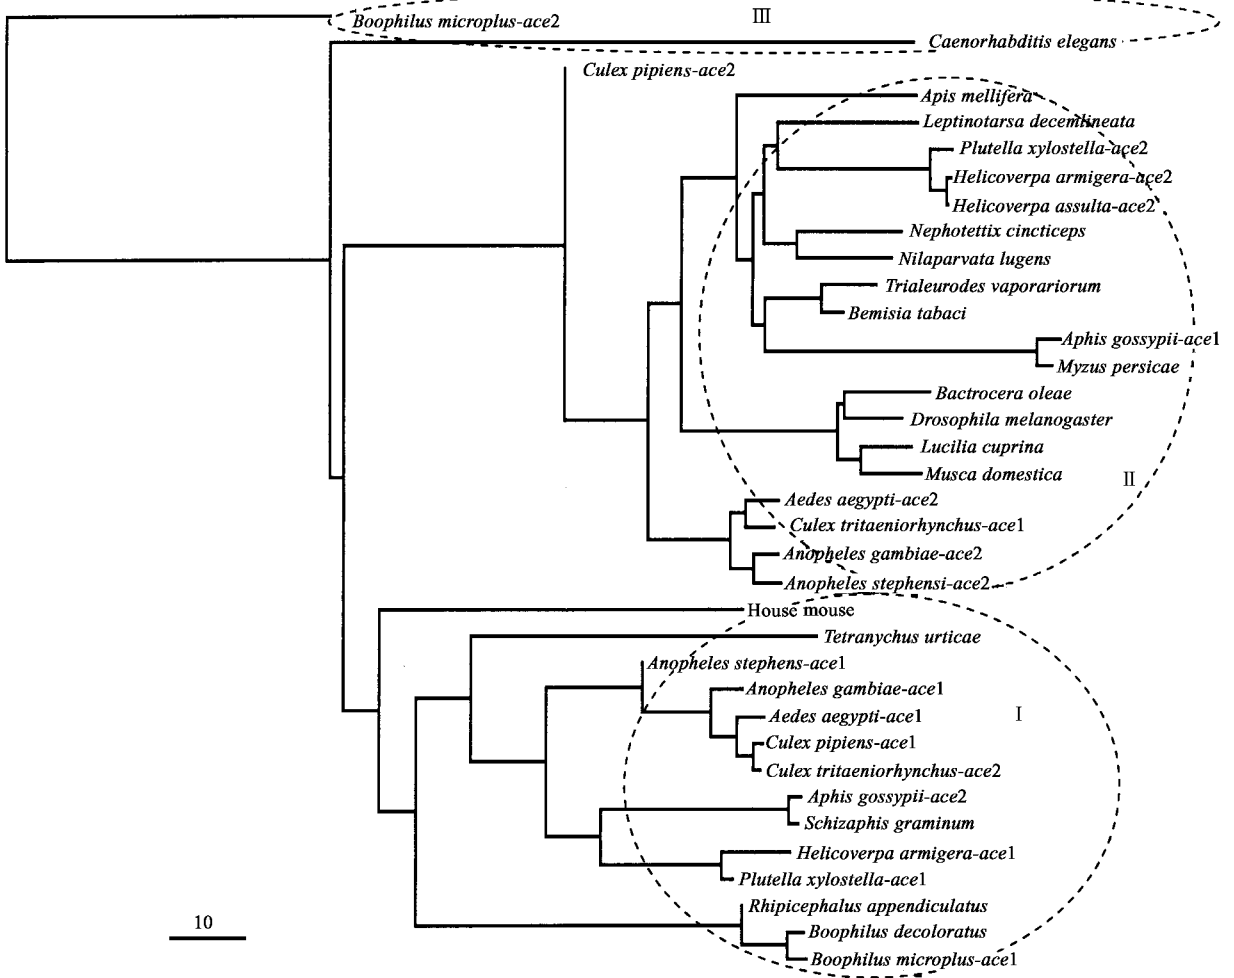 Boophilus microplus-ace2
Ⅲ
Caenorhabditis elegans
Culex pipiens-ace2
Apis mellifera
Leptinotarsa decemlineata
Plutella xylostella-ace2
Helicoverpa armigera-ace2
Helicoverpa assulta-ace2
Nephotettix cincticeps
Nilaparvata lugens
Trialeurodes vaporariorum
Bemisia tabaci
Aphis gossypii-ace1
Myzus persicae
Bactrocera oleae
Drosophila melanogaster
Lucilia cuprina
Musca domestica
Ⅱ
Aedes aegypti-ace2
Culex tritaeniorhynchus-ace1
Anopheles gambiae-ace2
Anopheles stephensi-ace2
House mouse
Tetranychus urticae
Anopheles stephens-ace1
Anopheles gambiae-ace1
Aedes aegypti-ace1
Ⅰ
Culex pipiens-ace1
Culex tritaeniorhynchus-ace2
Aphis gossypii-ace2
Schizaphis graminum
Helicoverpa armigera-ace1
Plutella xylostella-ace1
Rhipicephalus appendiculatus
10
Boophilus decoloratus
Boophilus microplus-ace1